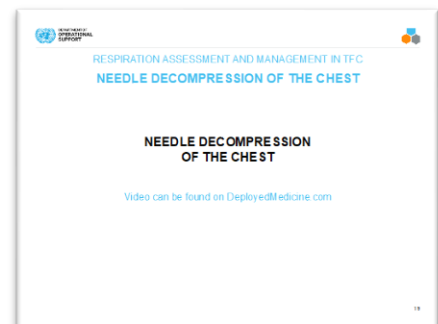 DEPARTMENT OF
OPERATIONAL
SUPPORT
RESPIRATION ASSESSMENT AND MANAGEMENT IN TFC
NEEDLE DECOMPRESSION OF THE CHEST
NEEDLE DECOMPRESSION
OF THE CHEST
Video can be found on DeployedMedicine.com